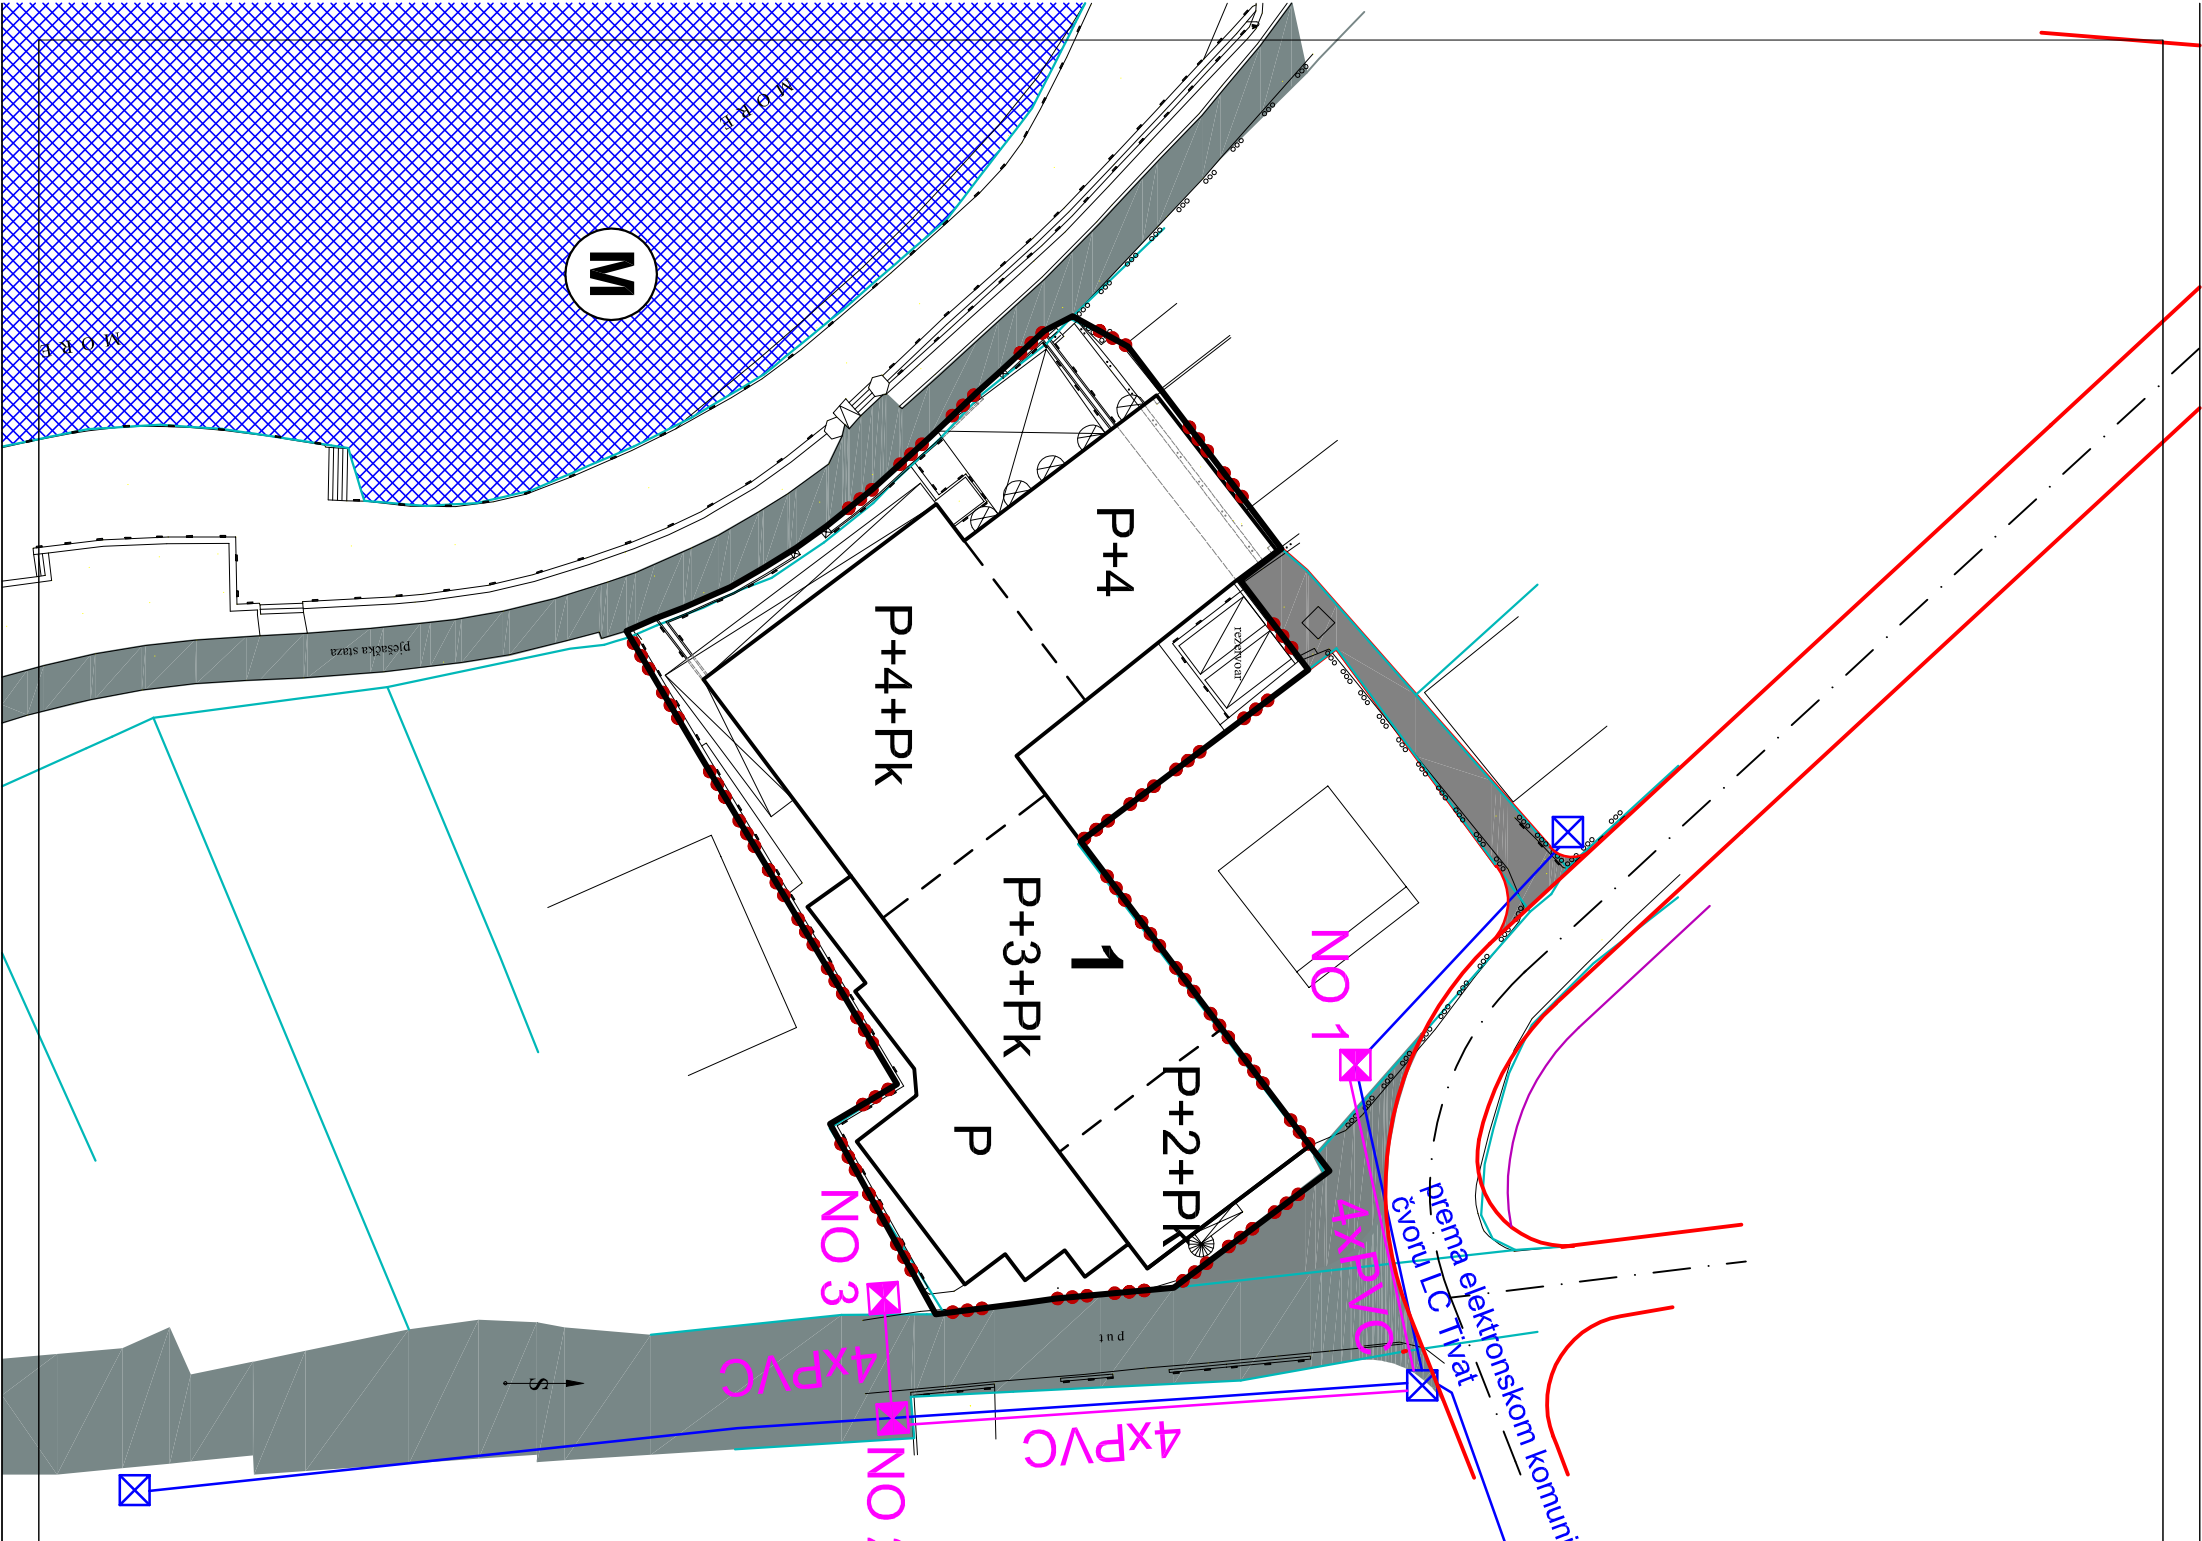 MORE
MORE
M
pješačka staza
P+4
P+4+Pk
rezervoar
P+3+Pk
1
P+2+Pk
P
NO 1
NO 3
NO
4xPVC
4xPVC
4xPVC
prema elektronskom komuni
čvoru LC Tivat
put
S